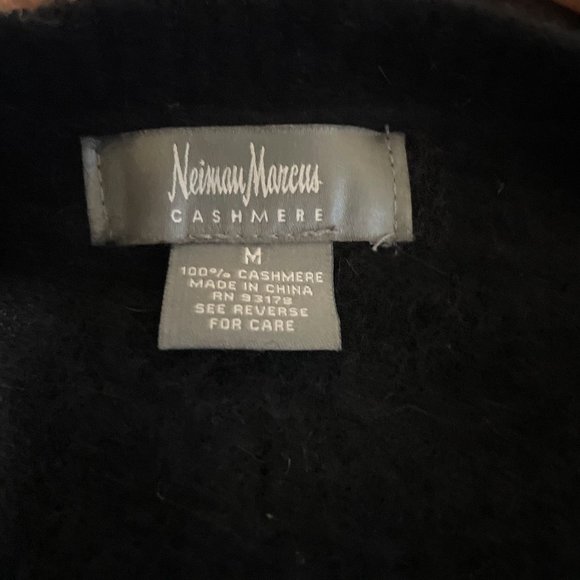 Neiman Marcus
CASHMERE
M
100% CASHMERE
MADE IN CHINA
RN 93178
SEE REVERSE
FOR CARE